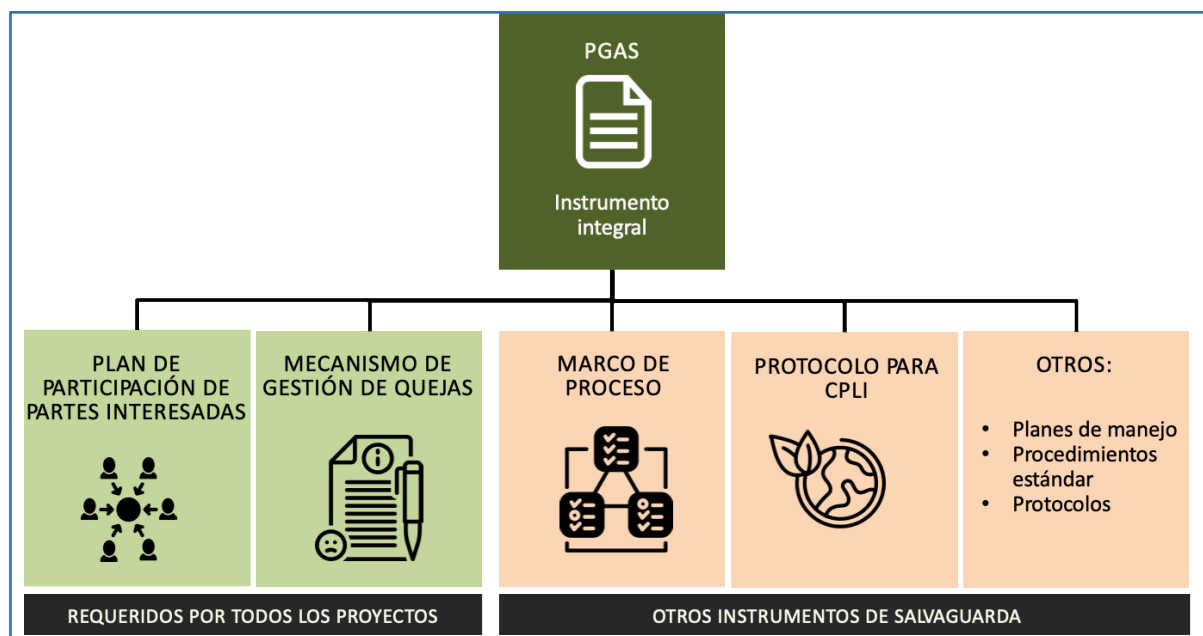 PGAS
Instrumento
integral
PLAN DE
PARTICIPACIÓN DE
PARTES INTERESADAS
MECANISMO DE
GESTIÓN DE QUEJAS
MARCO DE
PROCESO
PROTOCOLO PARA
CPLI
OTROS:
• Planes de manejo
• Procedimientos
estándar
• Protocolos
REQUERIDOS POR TODOS LOS PROYECTOS
OTROS INSTRUMENTOS DE SALVAGUARDA